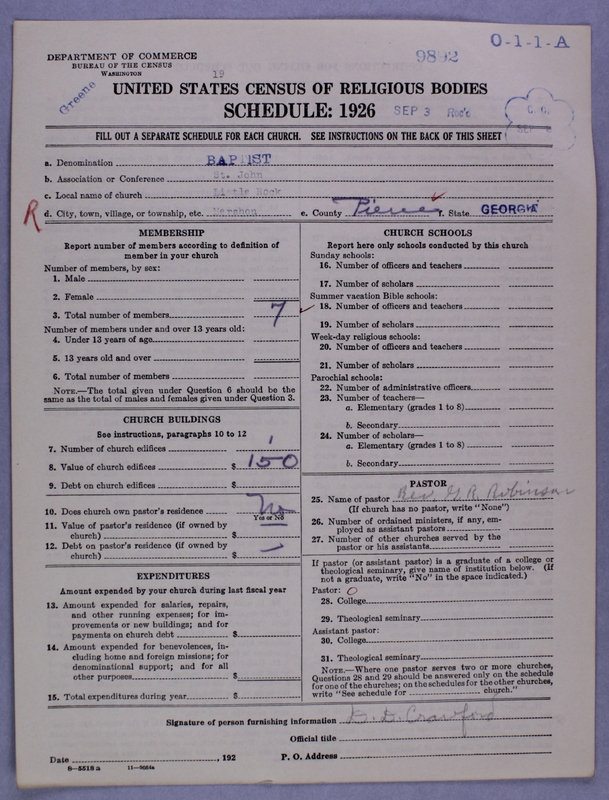 O-1-1-A
9892
DEPARTMENT OF COMMERCE
BUREAU OF THE CENSUS
WASHINGTON
19
Greene
UNITED STATES CENSUS OF RELIGIOUS BODIES
SCHEDULE: 1926
SEP 3 Rec'd
FILL OUT A SEPARATE SCHEDULE FOR EACH CHURCH. SEE INSTRUCTIONS ON THE BACK OF THIS SHEET
a. Denomination BAPTIST
b. Association or Conference St. John
c. Local name of church Little Rock
R d. City, town, village, or township, etc. e. County Pierce f. State GEORGIA
MEMBERSHIP
Report number of members according to definition of
member in your church
Number of members, by sex:
1. Male
2. Female
3. Total number of members 7
Number of members under and over 13 years old:
4. Under 13 years of age
5. 13 years old and over
6. Total number of members
NOTE.—The total given under Question 6 should be the
same as the total of males and females given under Question 3.
CHURCH BUILDINGS
See instructions, paragraphs 10 to 12
7. Number of church edifices 1
8. Value of church edifices $ 150
9. Debt on church edifices $
10. Does church own pastor's residence No
Yes or No
11. Value of pastor's residence (if owned by
church) $
12. Debt on pastor's residence (if owned by
church) $ —
EXPENDITURES
Amount expended by your church during last fiscal year
13. Amount expended for salaries, repairs,
and other running expenses; for im-
provements or new buildings; and for
payments on church debt $
14. Amount expended for benevolences, in-
cluding home and foreign missions; for
denominational support; and for all
other purposes $
15. Total expenditures during year $
CHURCH SCHOOLS
Report here only schools conducted by this church
Sunday schools:
16. Number of officers and teachers
17. Number of scholars
Summer vacation Bible schools:
18. Number of officers and teachers
19. Number of scholars
Week-day religious schools:
20. Number of officers and teachers
21. Number of scholars
Parochial schools:
22. Number of administrative officers
23. Number of teachers—
a. Elementary (grades 1 to 8)
b. Secondary
24. Number of scholars—
a. Elementary (grades 1 to 8)
b. Secondary
PASTOR
25. Name of pastor Rev. G. R. Robinson
(If church has no pastor, write "None")
26. Number of ordained ministers, if any, em-
ployed as assistant pastors
27. Number of other churches served by the
pastor or his assistants
If pastor (or assistant pastor) is a graduate of a college or
theological seminary, give name of institution below. (If
not a graduate, write "No" in the space indicated.)
Pastor: O
28. College
29. Theological seminary
Assistant pastor:
30. College
31. Theological seminary
NOTE.—Where one pastor serves two or more churches,
Questions 28 and 29 should be answered only on the schedule
for one of the churches; on the schedules for the other churches,
write "See schedule for church."
Signature of person furnishing information D. D. Crawford
Official title
Date , 192 P. O. Address
8-5518 a 11-9054a